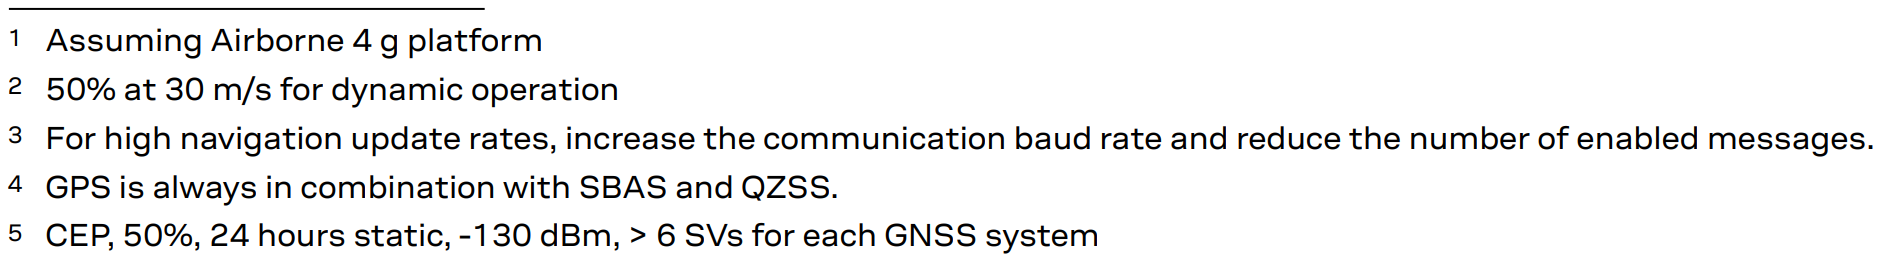 1 Assuming Airborne 4 g platform
2 50% at 30 m/s for dynamic operation
3 For high navigation update rates, increase the communication baud rate and reduce the number of enabled messages.
4 GPS is always in combination with SBAS and QZSS.
5 CEP, 50%, 24 hours static, -130 dBm, > 6 SVs for each GNSS system